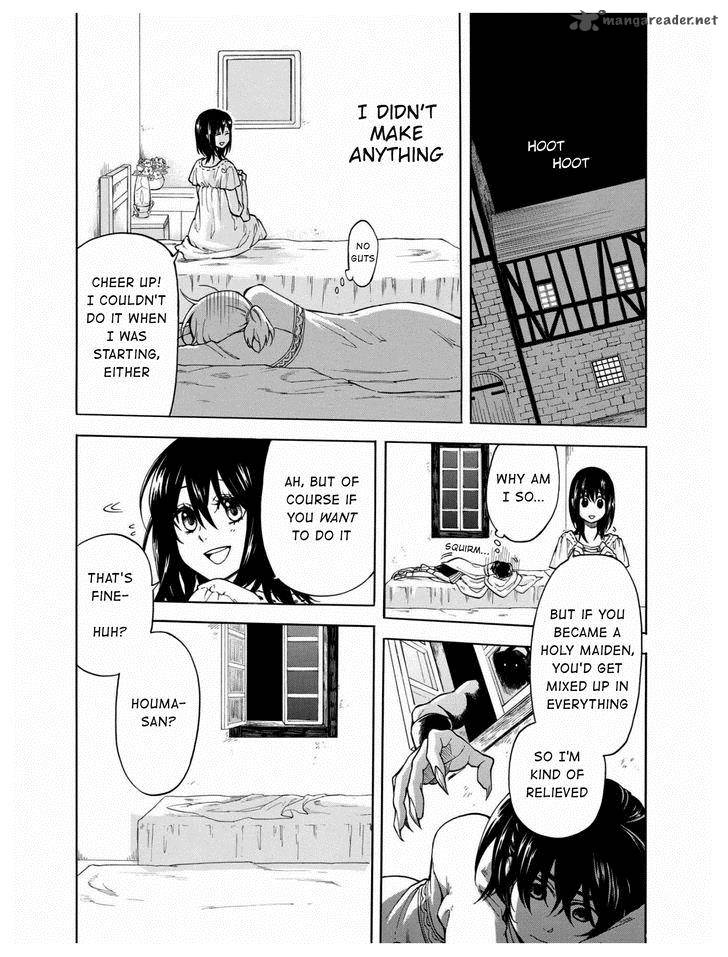 mangareader.net
HOOT
HOOT
I DIDN'T
MAKE
ANYTHING
NO
GUTS
CHEER UP!
I COULDN'T
DO IT WHEN
I WAS
STARTING,
EITHER
WHY AM
I SO...
SQUIRM...
BUT IF YOU
BECAME A
HOLY MAIDEN,
YOU'D GET
MIXED UP IN
EVERYTHING
SO I'M
KIND OF
RELIEVED
AH, BUT OF
COURSE IF
YOU WANT
TO DO IT
THAT'S
FINE-
HUH?
HOUMA-
SAN?